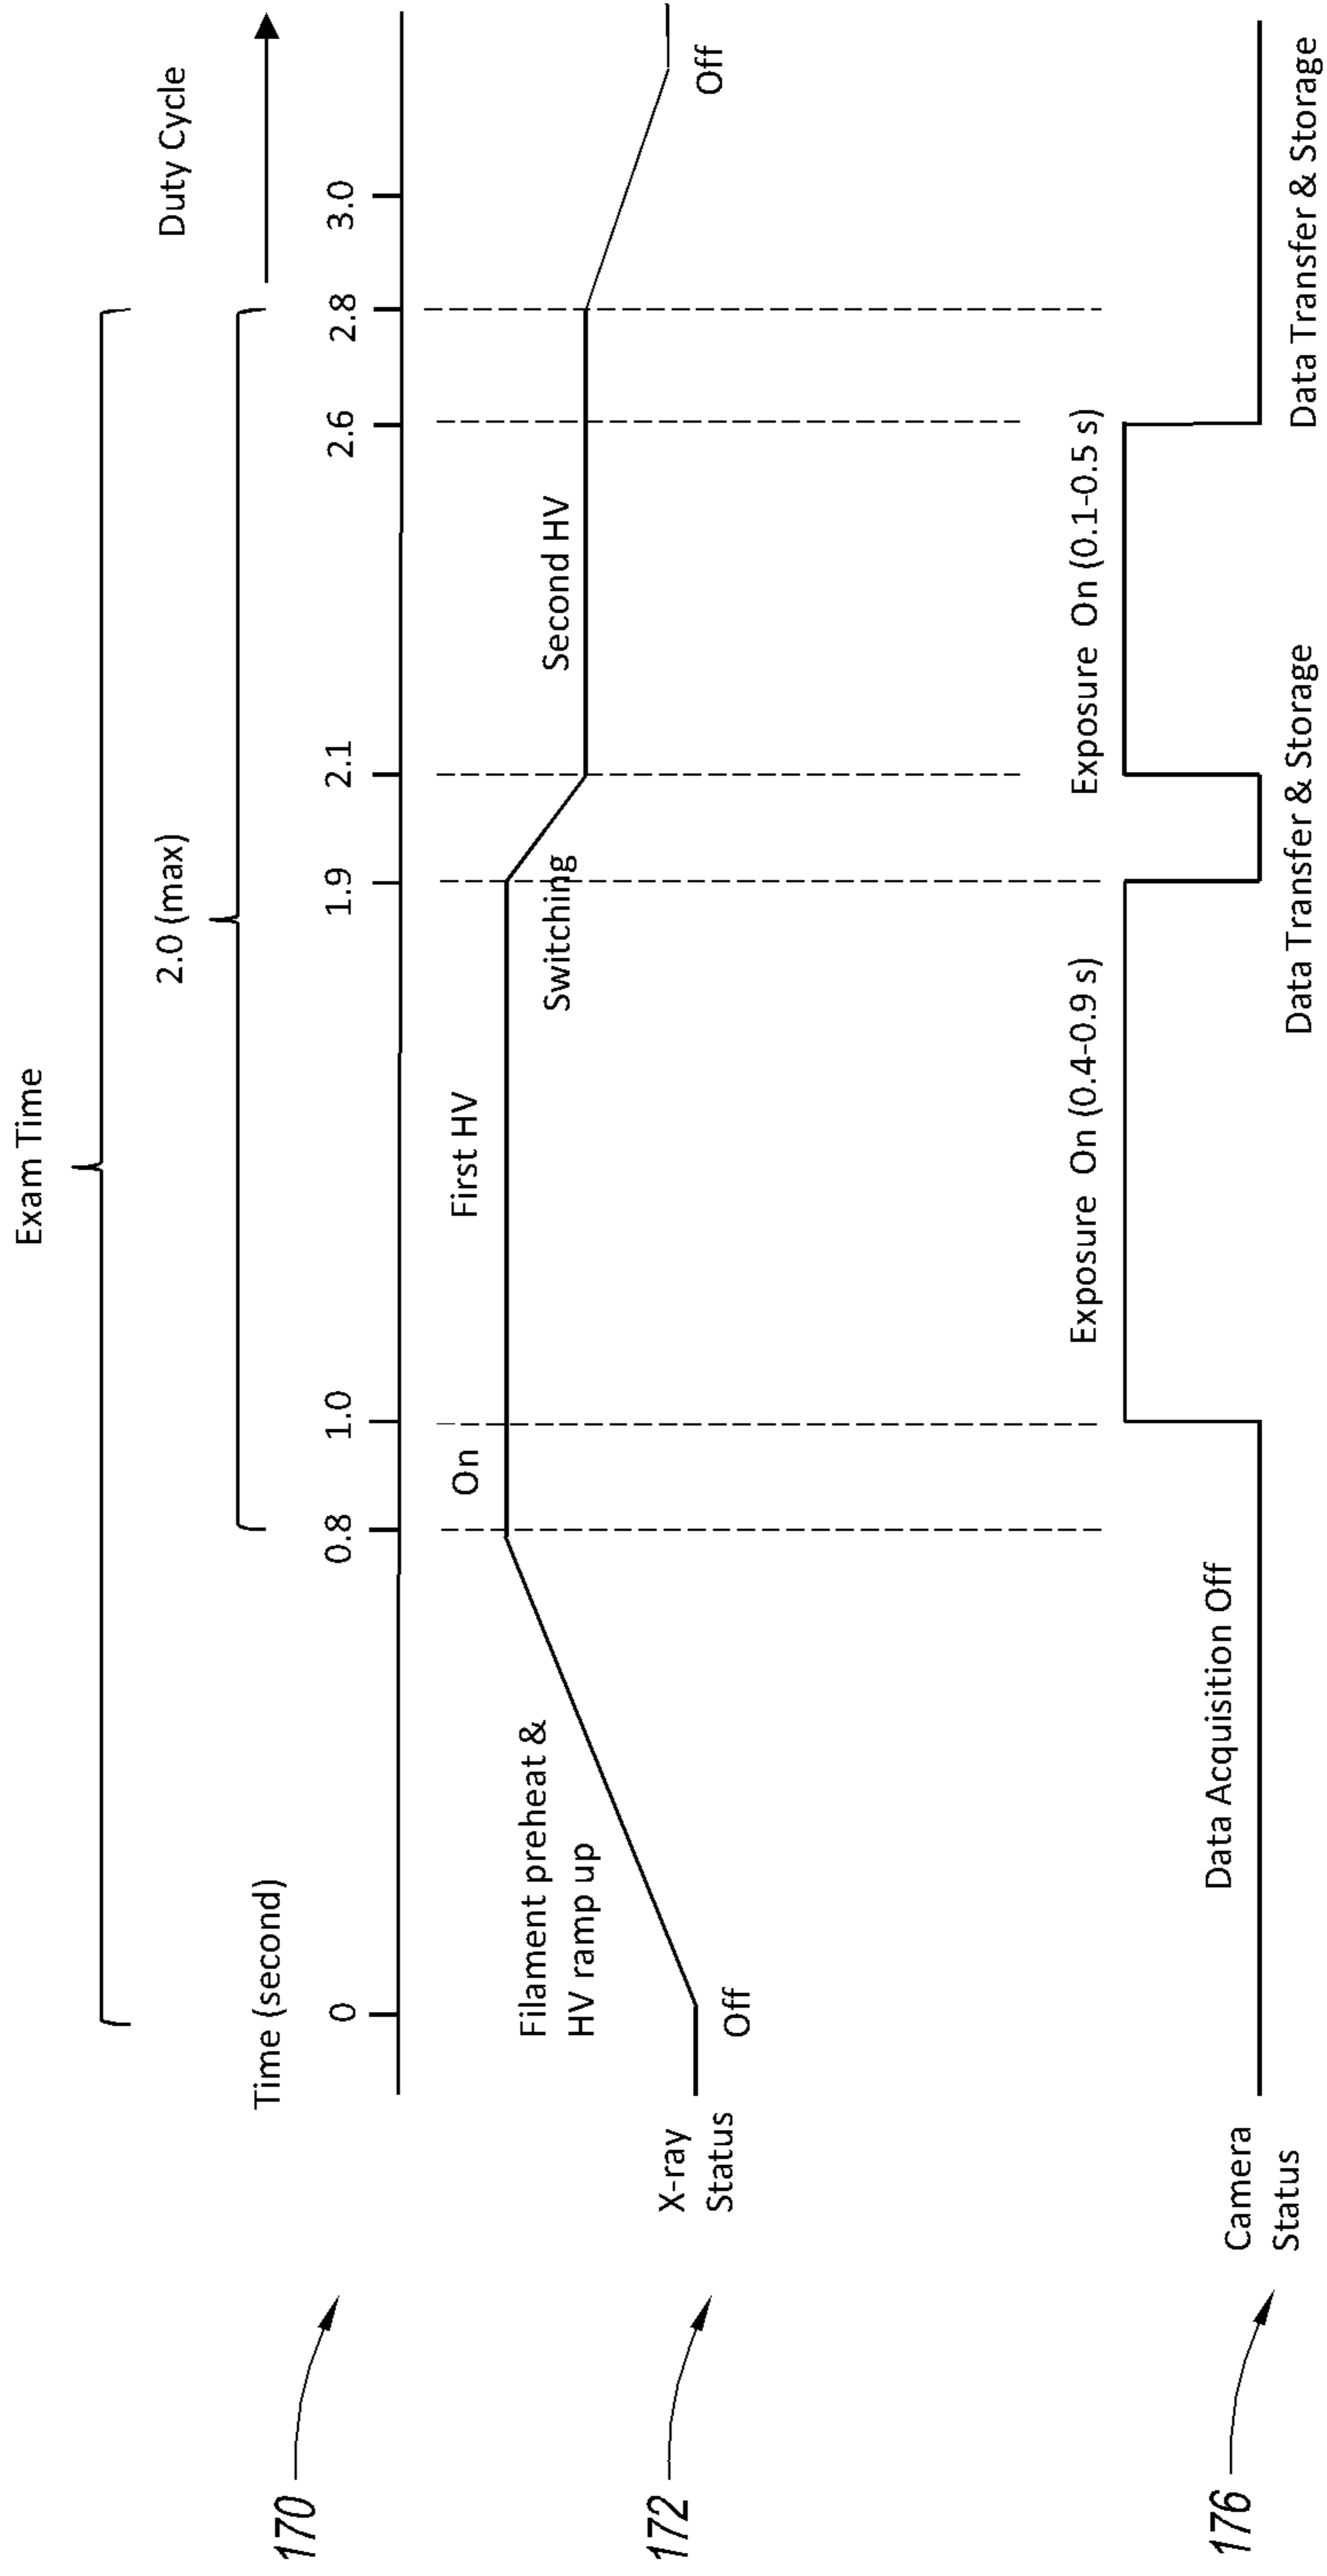 Exam Time
2.0 (max)
Duty Cycle
Time (second)
170
0
0.8
1.0
1.9
2.1
2.6
2.8
3.0
On
First HV
Filament preheat &
HV ramp up
Switching
Second HV
172
X-ray
Status
Off
Off
Exposure On (0.4-0.9 s)
Exposure On (0.1-0.5 s)
176
Camera
Status
Data Acquisition Off
Data Transfer & Storage
Data Transfer & Storage